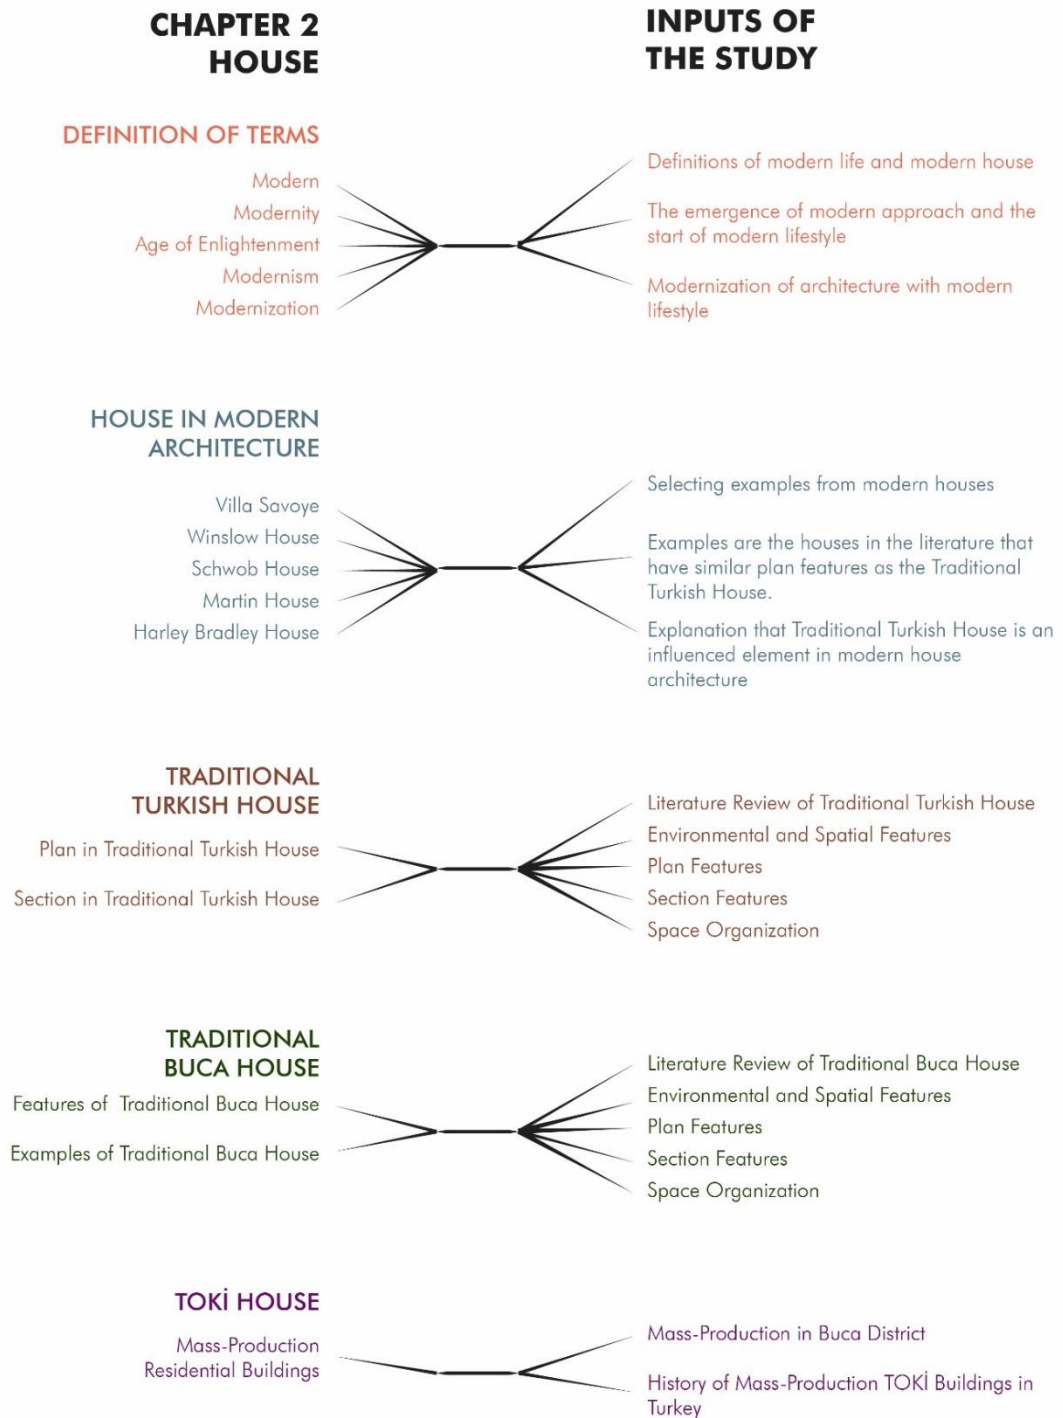 CHAPTER 2
HOUSE
INPUTS OF
THE STUDY
DEFINITION OF TERMS
Modern
Modernity
Age of Enlightenment
Modernism
Modernization
Definitions of modern life and modern house
The emergence of modern approach and the
start of modern lifestyle
Modernization of architecture with modern
lifestyle
HOUSE IN MODERN
ARCHITECTURE
Villa Savoye
Winslow House
Schwob House
Martin House
Harley Bradley House
Selecting examples from modern houses
Examples are the houses in the literature that
have similar plan features as the Traditional
Turkish House.
Explanation that Traditional Turkish House is an
influenced element in modern house
architecture
TRADITIONAL
TURKISH HOUSE
Plan in Traditional Turkish House
Section in Traditional Turkish House
Literature Review of Traditional Turkish House
Environmental and Spatial Features
Plan Features
Section Features
Space Organization
TRADITIONAL
BUCA HOUSE
Features of  Traditional Buca House
Examples of Traditional Buca House
Literature Review of Traditional Buca House
Environmental and Spatial Features
Plan Features
Section Features
Space Organization
TOKİ HOUSE
Mass-Production
Residential Buildings
Mass-Production in Buca District
History of Mass-Production TOKİ Buildings in
Turkey